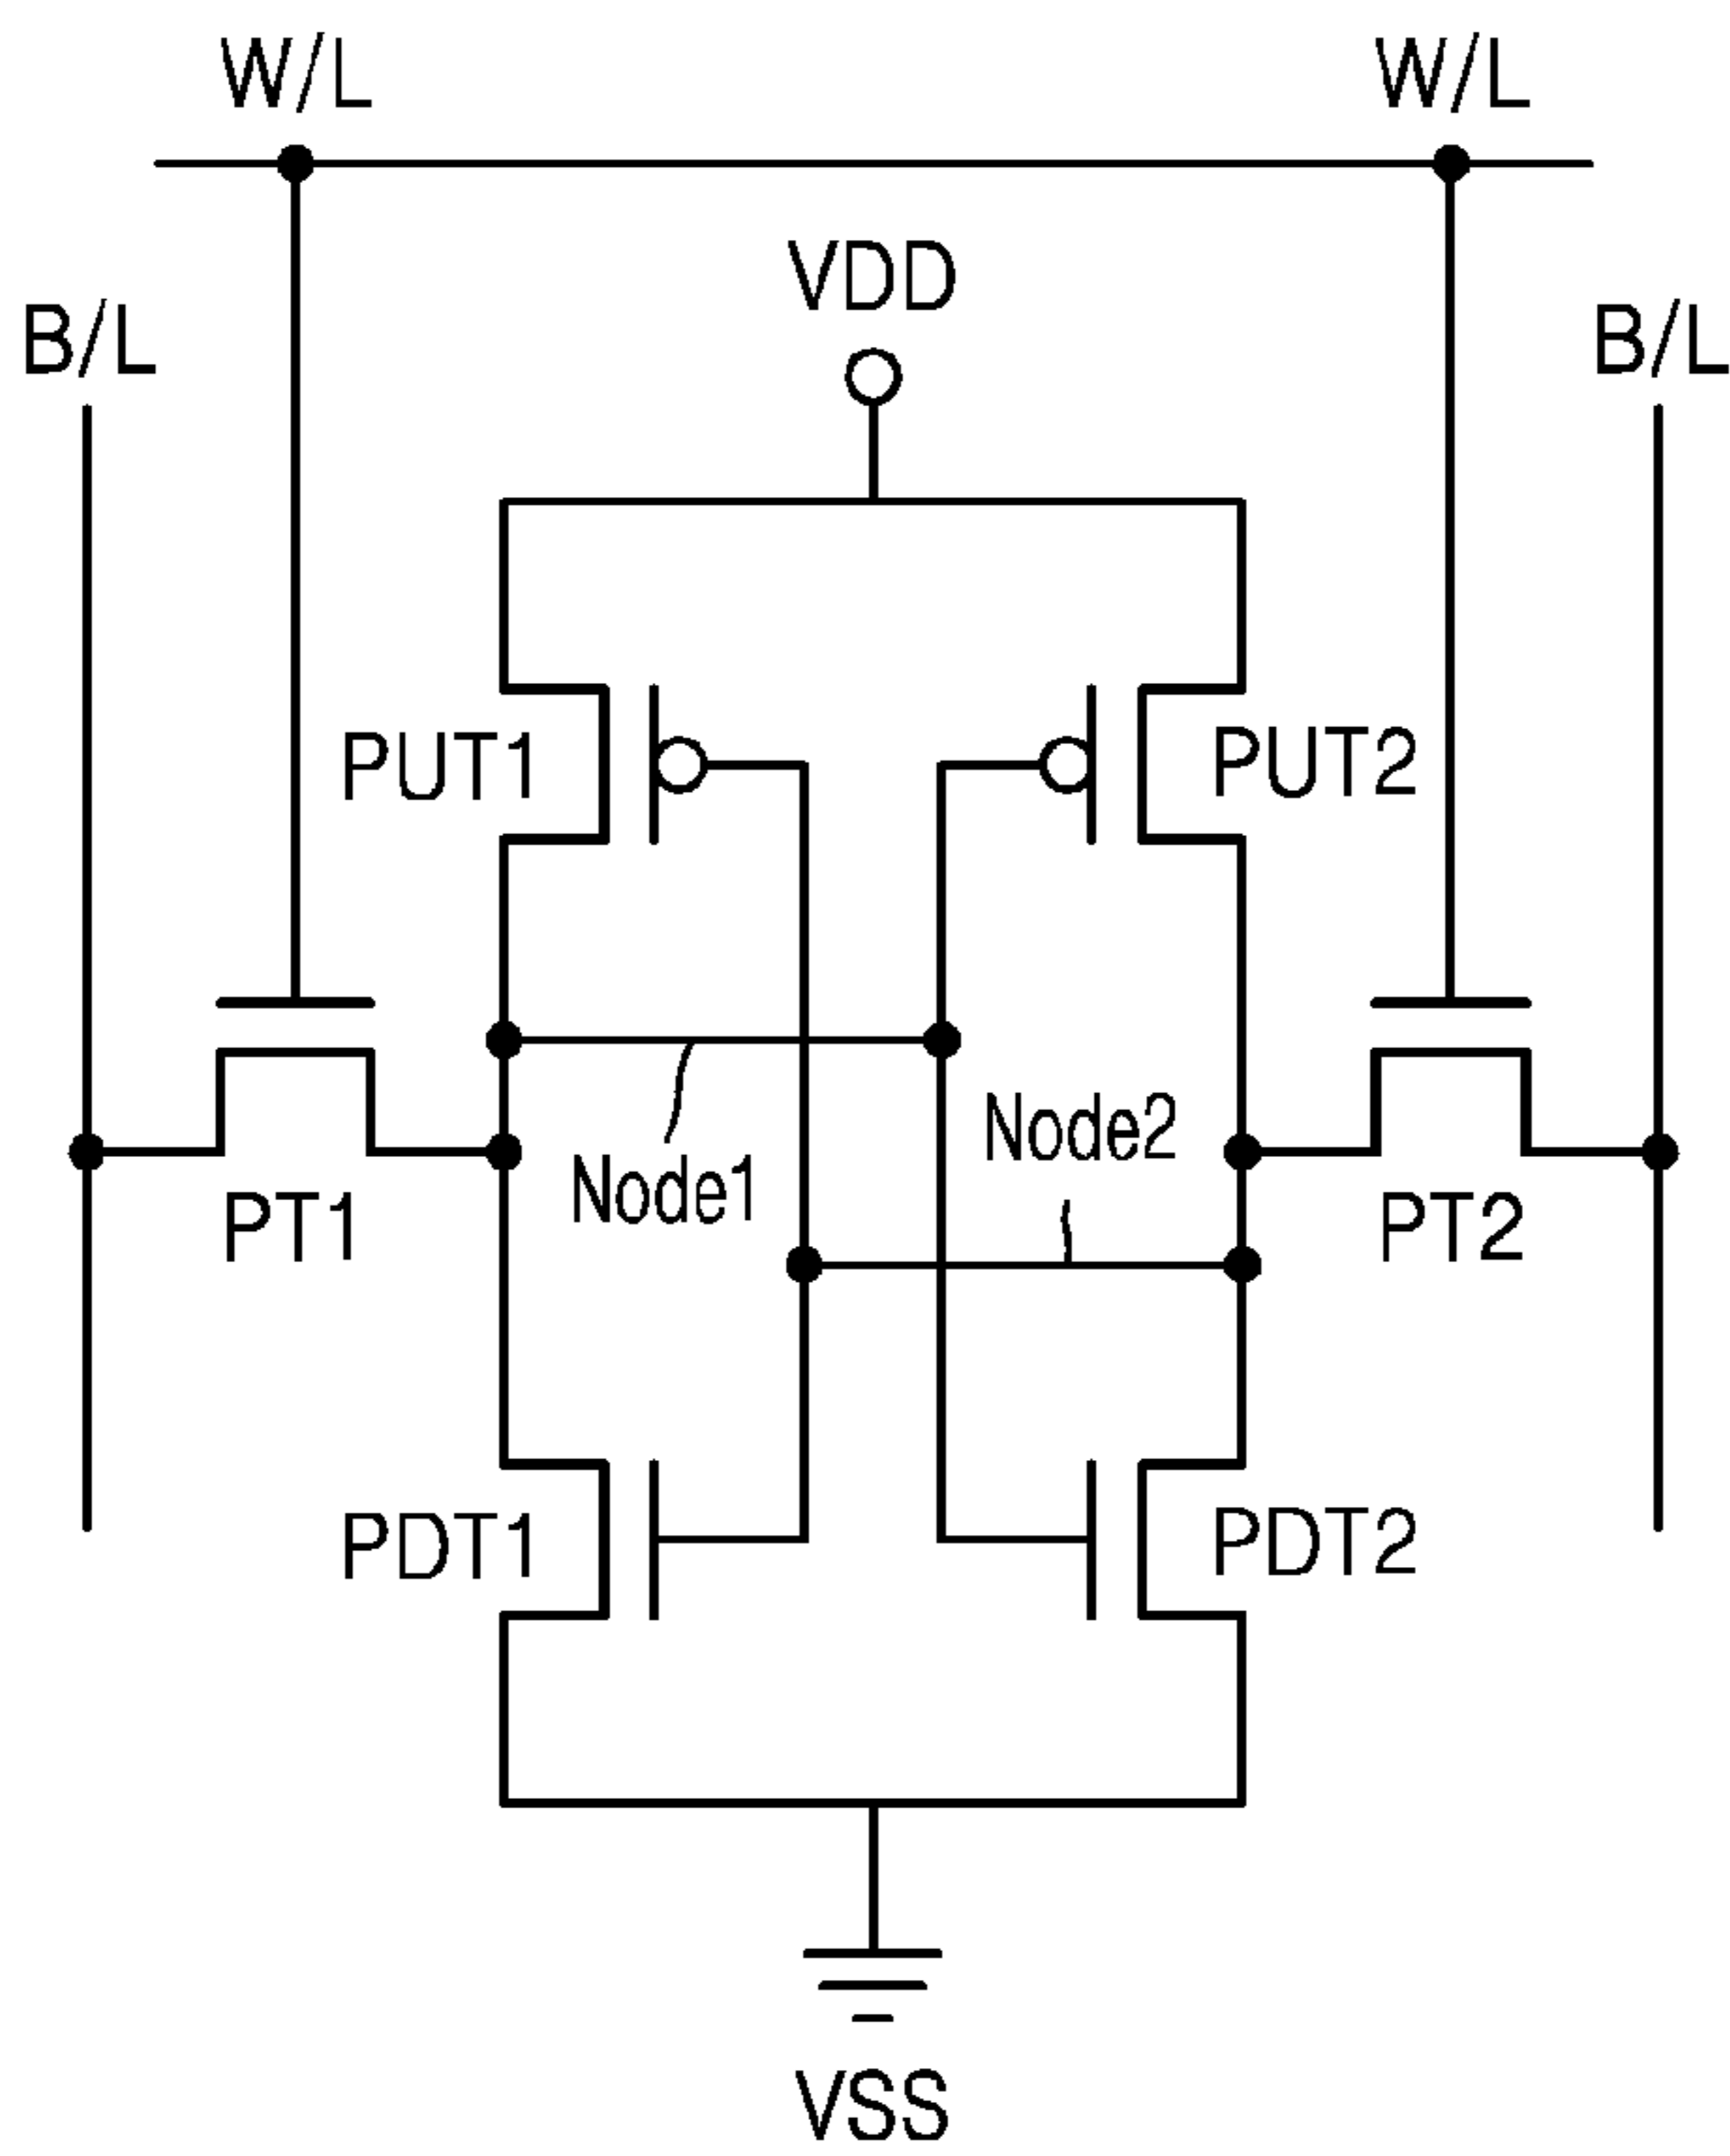 W/L W/L
VDD
B/L B/L
PUT1 PUT2
Node1 Node2
PT1 PT2
PDT1 PDT2
VSS